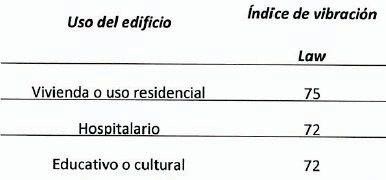 Uso del edificio Índice de vibración
Law
Vivienda o uso residencial 75
Hospitalario 72
Educativo o cultural 72